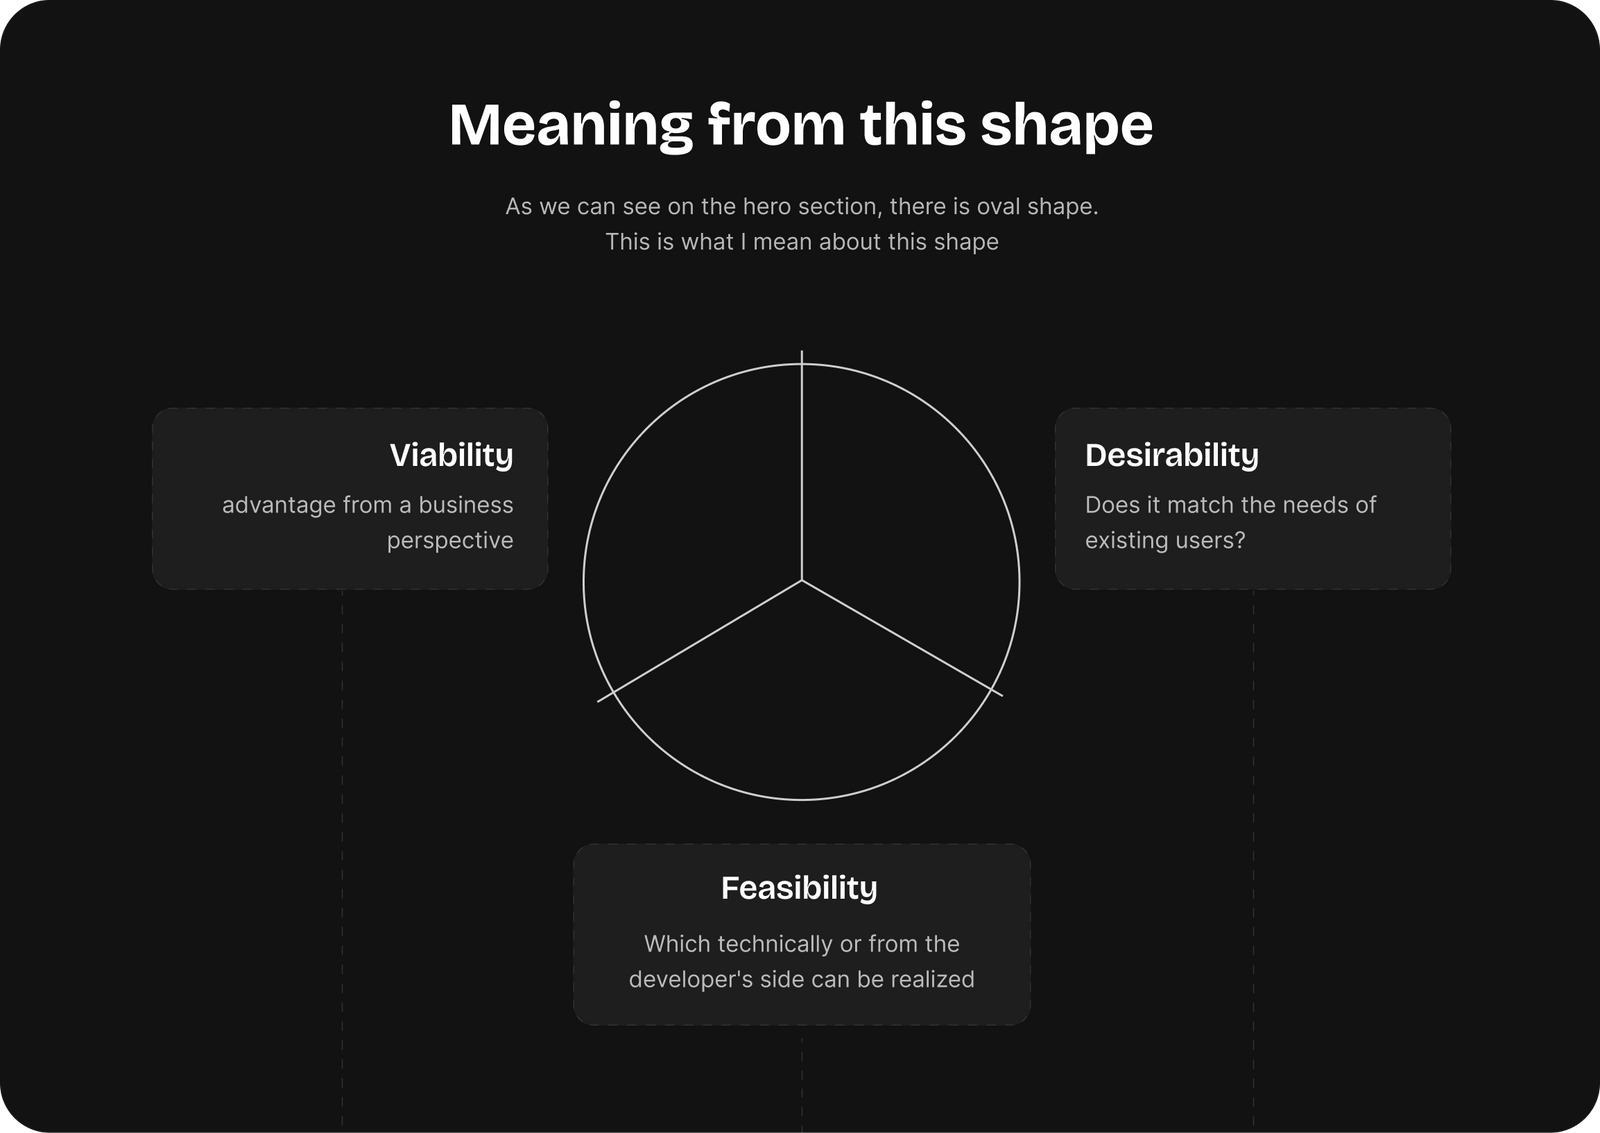 Meaning from this shape
As we can see on the hero section, there is oval shape.
This is what I mean about this shape
Viability
advantage from a business
perspective
Desirability
Does it match the needs of
existing users?
Feasibility
Which technically or from the
developer's side can be realized